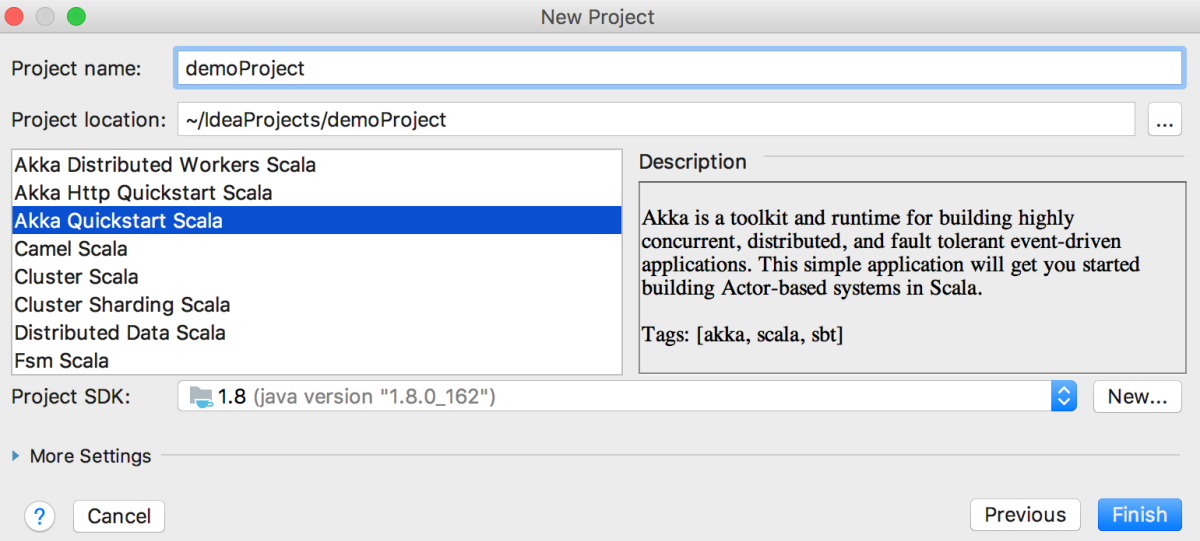 New Project
Project name:
demoProject
Project location:
~/IdeaProjects/demoProject
...
Akka Distributed Workers Scala
Akka Http Quickstart Scala
Akka Quickstart Scala
Camel Scala
Cluster Scala
Cluster Sharding Scala
Distributed Data Scala
Fsm Scala
Description
Akka is a toolkit and runtime for building highly
concurrent, distributed, and fault tolerant event-driven
applications. This simple application will get you started
building Actor-based systems in Scala.
Tags: [akka, scala, sbt]
Project SDK:
1.8 (java version "1.8.0_162")
New...
More Settings
?
Cancel
Previous
Finish